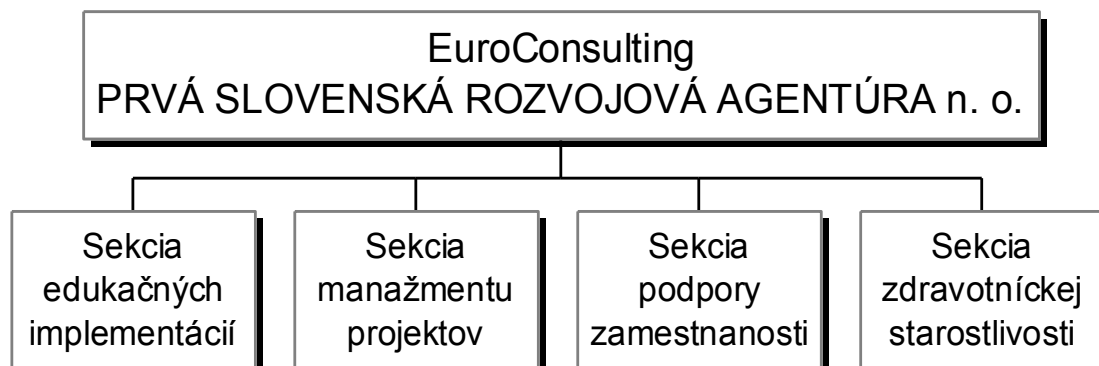 EuroConsulting
PRVÁ SLOVENSKÁ ROZVOJOVÁ AGENTÚRA n. o.
Sekcia
edukačných
implementácií
Sekcia
manažmentu
projektov
Sekcia
podpory
zamestnanosti
Sekcia
zdravotníckej
starostlivosti